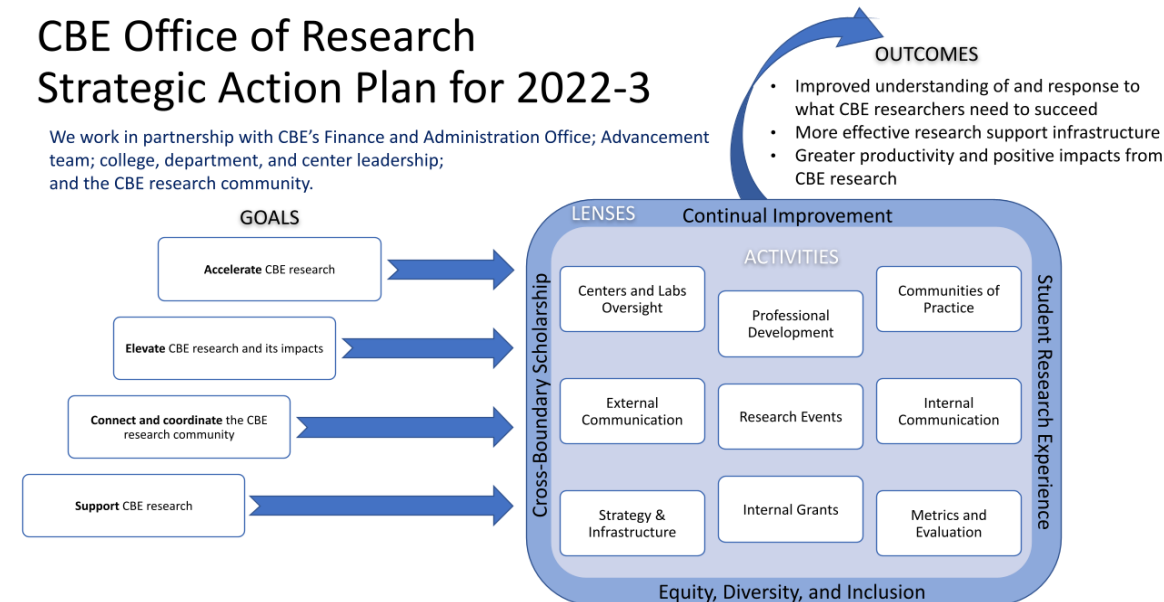 CBE Office of Research
Strategic Action Plan for 2022-3
We work in partnership with CBE’s Finance and Administration Office; Advancement
team; college, department, and center leadership;
and the CBE research community.
OUTCOMES
• Improved understanding of and response to
what CBE researchers need to succeed
• More effective research support infrastructure
• Greater productivity and positive impacts from
CBE research
GOALS
Accelerate CBE research
Elevate CBE research and its impacts
Connect and coordinate the CBE
research community
Support CBE research
LENSES
Continual Improvement
Cross-Boundary Scholarship
Student Research Experience
Equity, Diversity, and Inclusion
ACTIVITIES
Centers and Labs
Oversight
Professional
Development
Communities of
Practice
External
Communication
Research Events
Internal
Communication
Strategy &
Infrastructure
Internal Grants
Metrics and
Evaluation